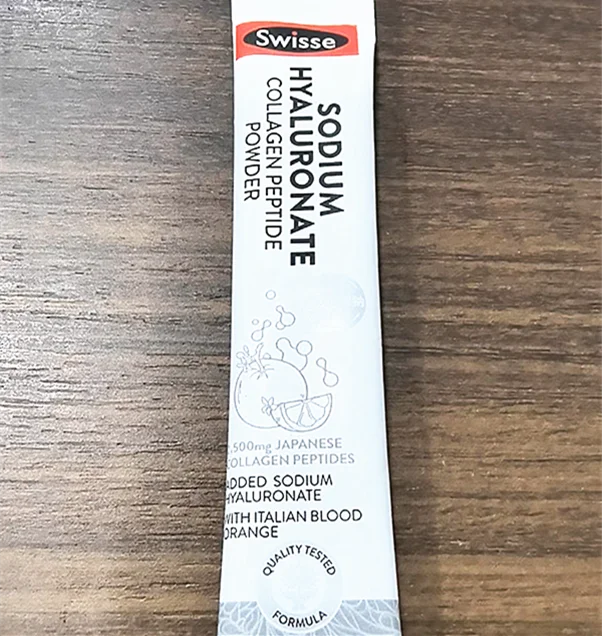 Swisse
SODIUM
HYALURONATE
COLLAGEN PEPTIDE
POWDER
,500mg JAPANESE
COLLAGEN PEPTIDES
ADDED SODIUM
HYALURONATE
WITH ITALIAN BLOOD
ORANGE
QUALITY TESTED
FORMULA